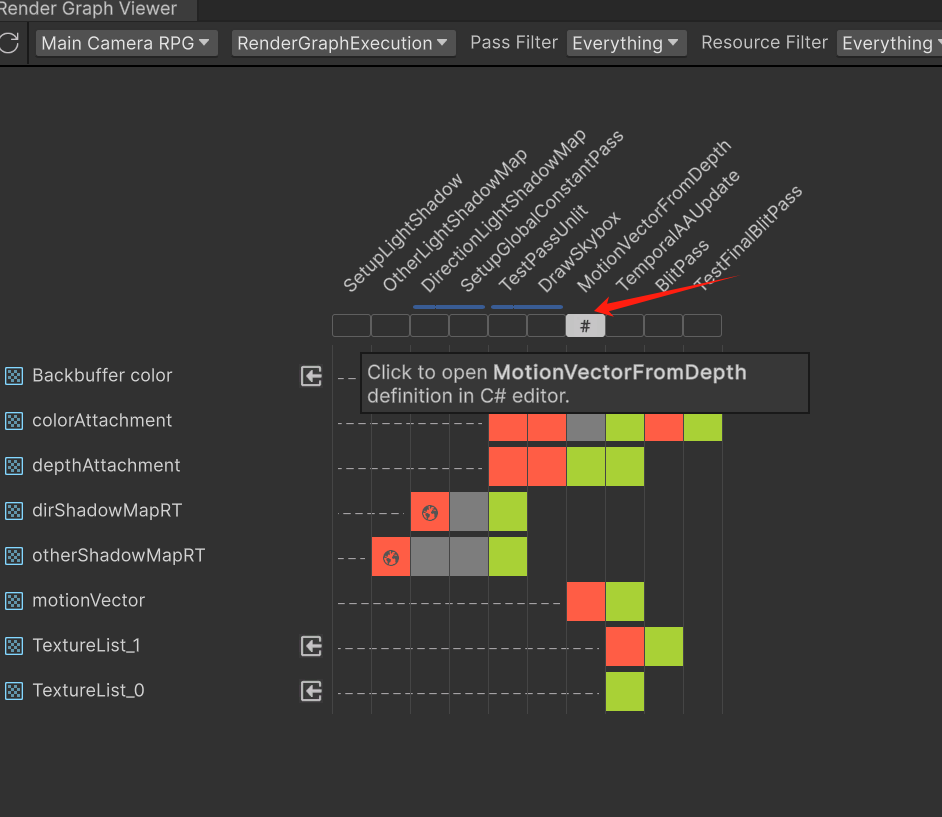 Render Graph Viewer
Main Camera RPG RenderGraphExecution Pass Filter Everything Resource Filter Everything
SetupLightShadow
OtherLightShadowMap
DirectionLightShadowMap
SetupGlobalConstantPass
TestPassUnlit
DrawSkybox
MotionVectorFromDepth
TemporalAAUpdate
BlitPass
TestFinalBlitPass
#
Backbuffer color
Click to open MotionVectorFromDepth
definition in C# editor.
colorAttachment
depthAttachment
dirShadowMapRT
otherShadowMapRT
motionVector
TextureList_1
TextureList_0